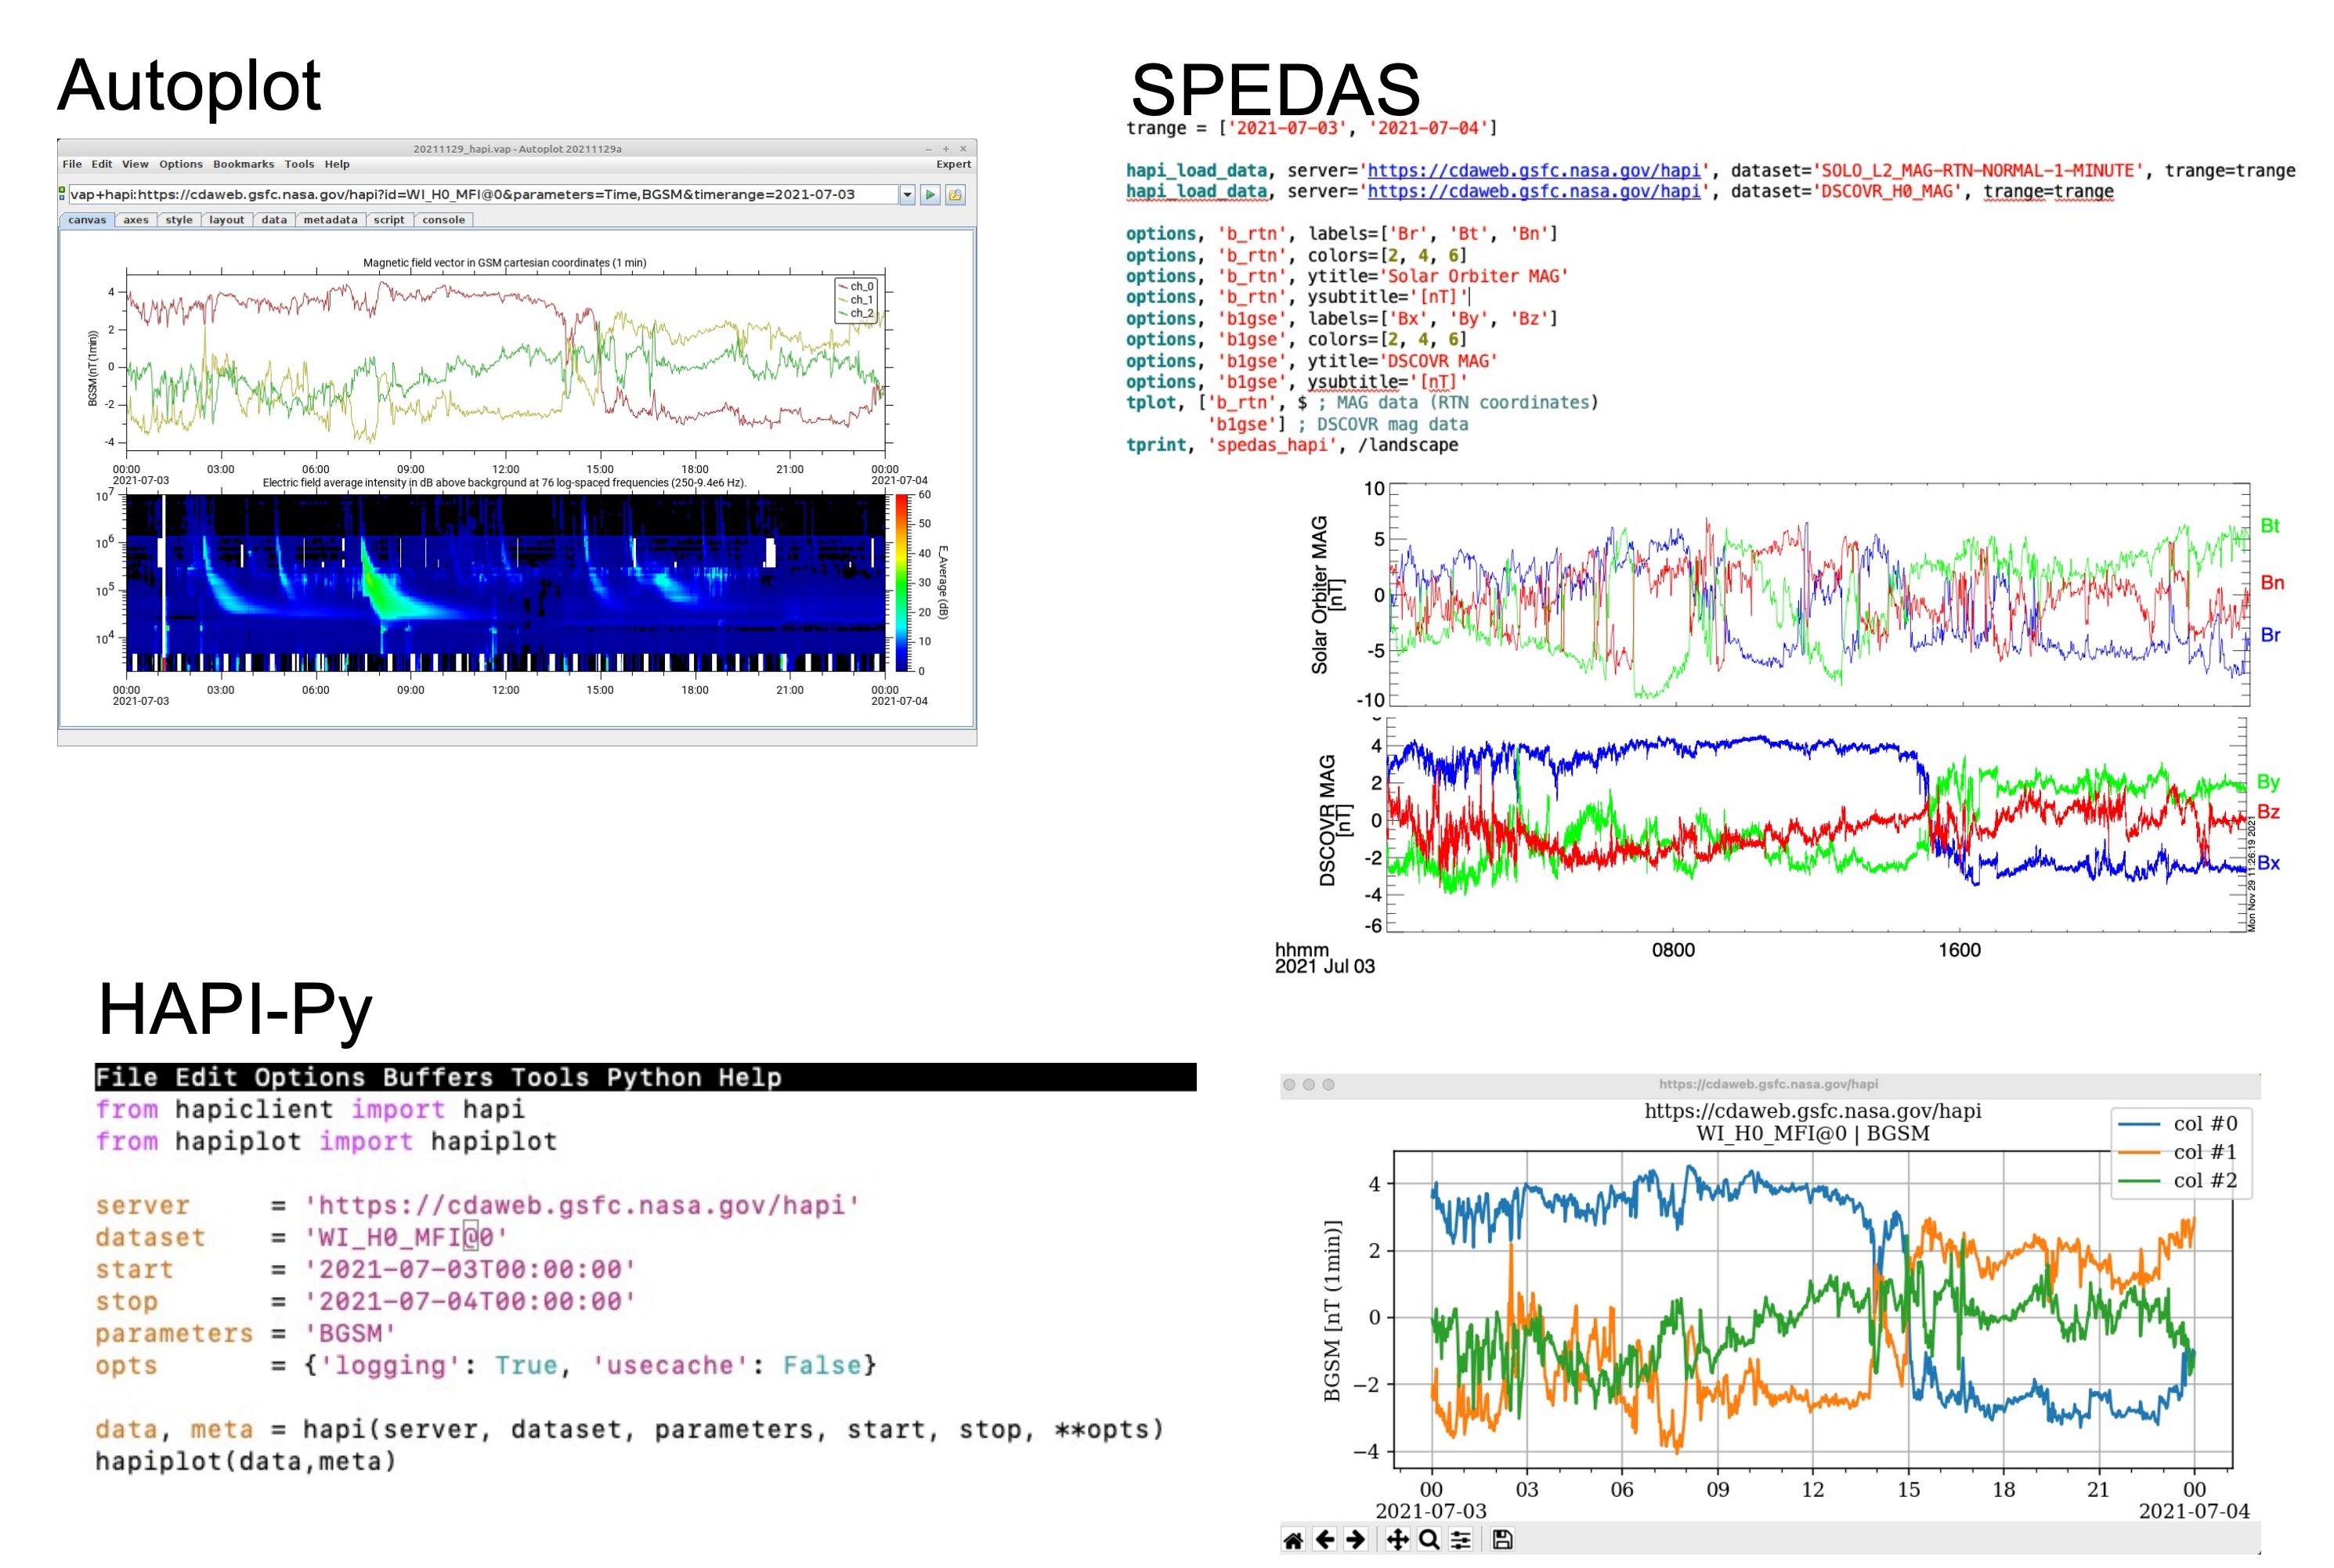 Autoplot
20211129_hapi.vap - Autoplot 20211129a
File Edit View Options Bookmarks Tools Help Expert
vap+hapi:https://cdaweb.gsfc.nasa.gov/hapi?id=WI_H0_MFI@0&parameters=Time,BGSM&timerange=2021-07-03
canvas axes style layout data metadata script console
Magnetic field vector in GSM cartesian coordinates (1 min)
ch_0
ch_1
ch_2
BGSM(nT(1min))
4
2
0
-2
-4
00:00 03:00 06:00 09:00 12:00 15:00 18:00 21:00 00:00
2021-07-03 2021-07-04
Electric field average intensity in dB above background at 76 log-spaced frequencies (250-9.4e6 Hz).
10⁷
10⁶
10⁵
10⁴
60
50
40
30
20
10
0
E_Average (dB)
00:00 03:00 06:00 09:00 12:00 15:00 18:00 21:00 00:00
2021-07-03 2021-07-04
SPEDAS
trange = ['2021-07-03', '2021-07-04']
hapi_load_data, server='https://cdaweb.gsfc.nasa.gov/hapi', dataset='SOLO_L2_MAG-RTN-NORMAL-1-MINUTE', trange=trange
hapi_load_data, server='https://cdaweb.gsfc.nasa.gov/hapi', dataset='DSCOVR_H0_MAG', trange=trange
options, 'b_rtn', labels=['Br', 'Bt', 'Bn']
options, 'b_rtn', colors=[2, 4, 6]
options, 'b_rtn', ytitle='Solar Orbiter MAG'
options, 'b_rtn', ysubtitle='[nT]'
options, 'b1gse', labels=['Bx', 'By', 'Bz']
options, 'b1gse', colors=[2, 4, 6]
options, 'b1gse', ytitle='DSCOVR MAG'
options, 'b1gse', ysubtitle='[nT]'
tplot, ['b_rtn', $ ; MAG data (RTN coordinates)
'b1gse'] ; DSCOVR mag data
tprint, 'spedas_hapi', /landscape
Solar Orbiter MAG
[nT]
10
5
0
-5
-10
Bt
Bn
Br
DSCOVR MAG
[nT]
4
2
0
-2
-4
-6
By
Bz
Bx
Mon Nov 29 11:26:19 2021
hhmm 0800 1600
2021 Jul 03
HAPI-Py
File Edit Options Buffers Tools Python Help
from hapiclient import hapi
from hapiplot import hapiplot
server = 'https://cdaweb.gsfc.nasa.gov/hapi'
dataset = 'WI_H0_MFI@0'
start = '2021-07-03T00:00:00'
stop = '2021-07-04T00:00:00'
parameters = 'BGSM'
opts = {'logging': True, 'usecache': False}
data, meta = hapi(server, dataset, parameters, start, stop, **opts)
hapiplot(data,meta)
https://cdaweb.gsfc.nasa.gov/hapi
https://cdaweb.gsfc.nasa.gov/hapi
WI_H0_MFI@0 | BGSM
col #0
col #1
col #2
BGSM [nT (1min)]
4
2
0
−2
−4
00 03 06 09 12 15 18 21 00
2021-07-03 2021-07-04